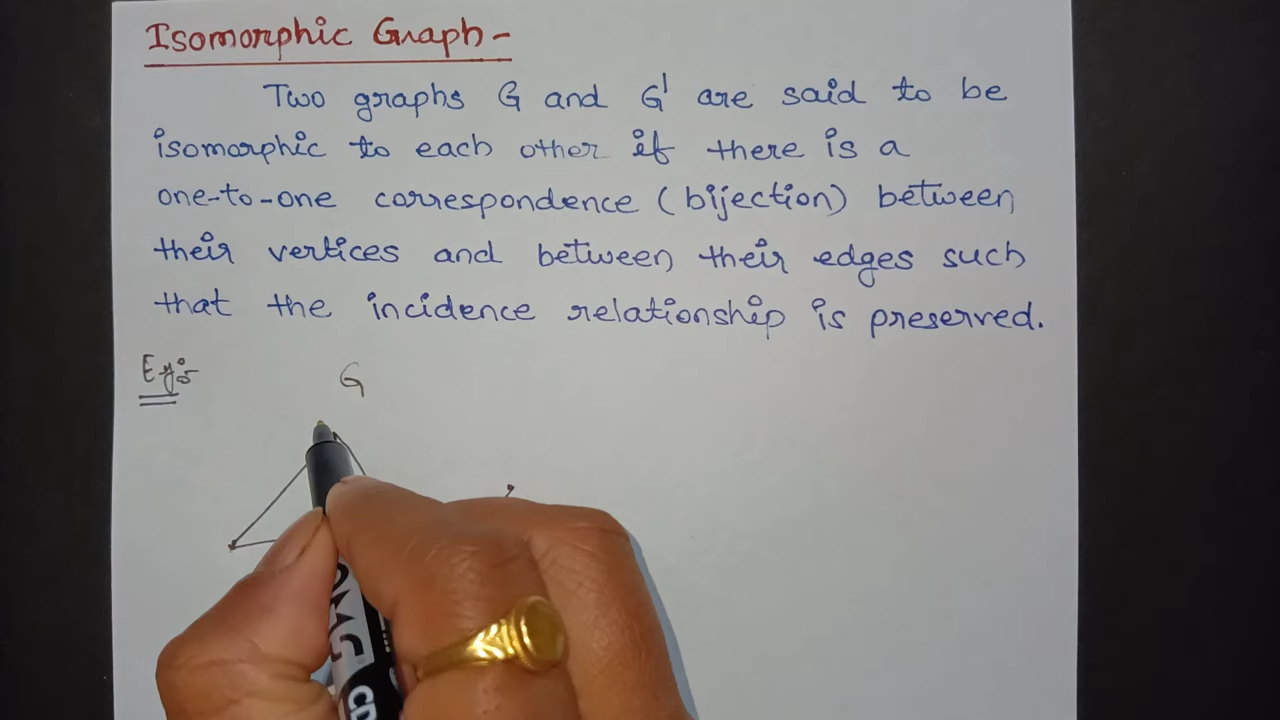 Isomorphic Graph-
Two graphs G and G' are said to be
isomorphic to each other if there is a
one-to-one correspondence (bijection) between
their vertices and between their edges such
that the incidence relationship is preserved.
Eg:
G